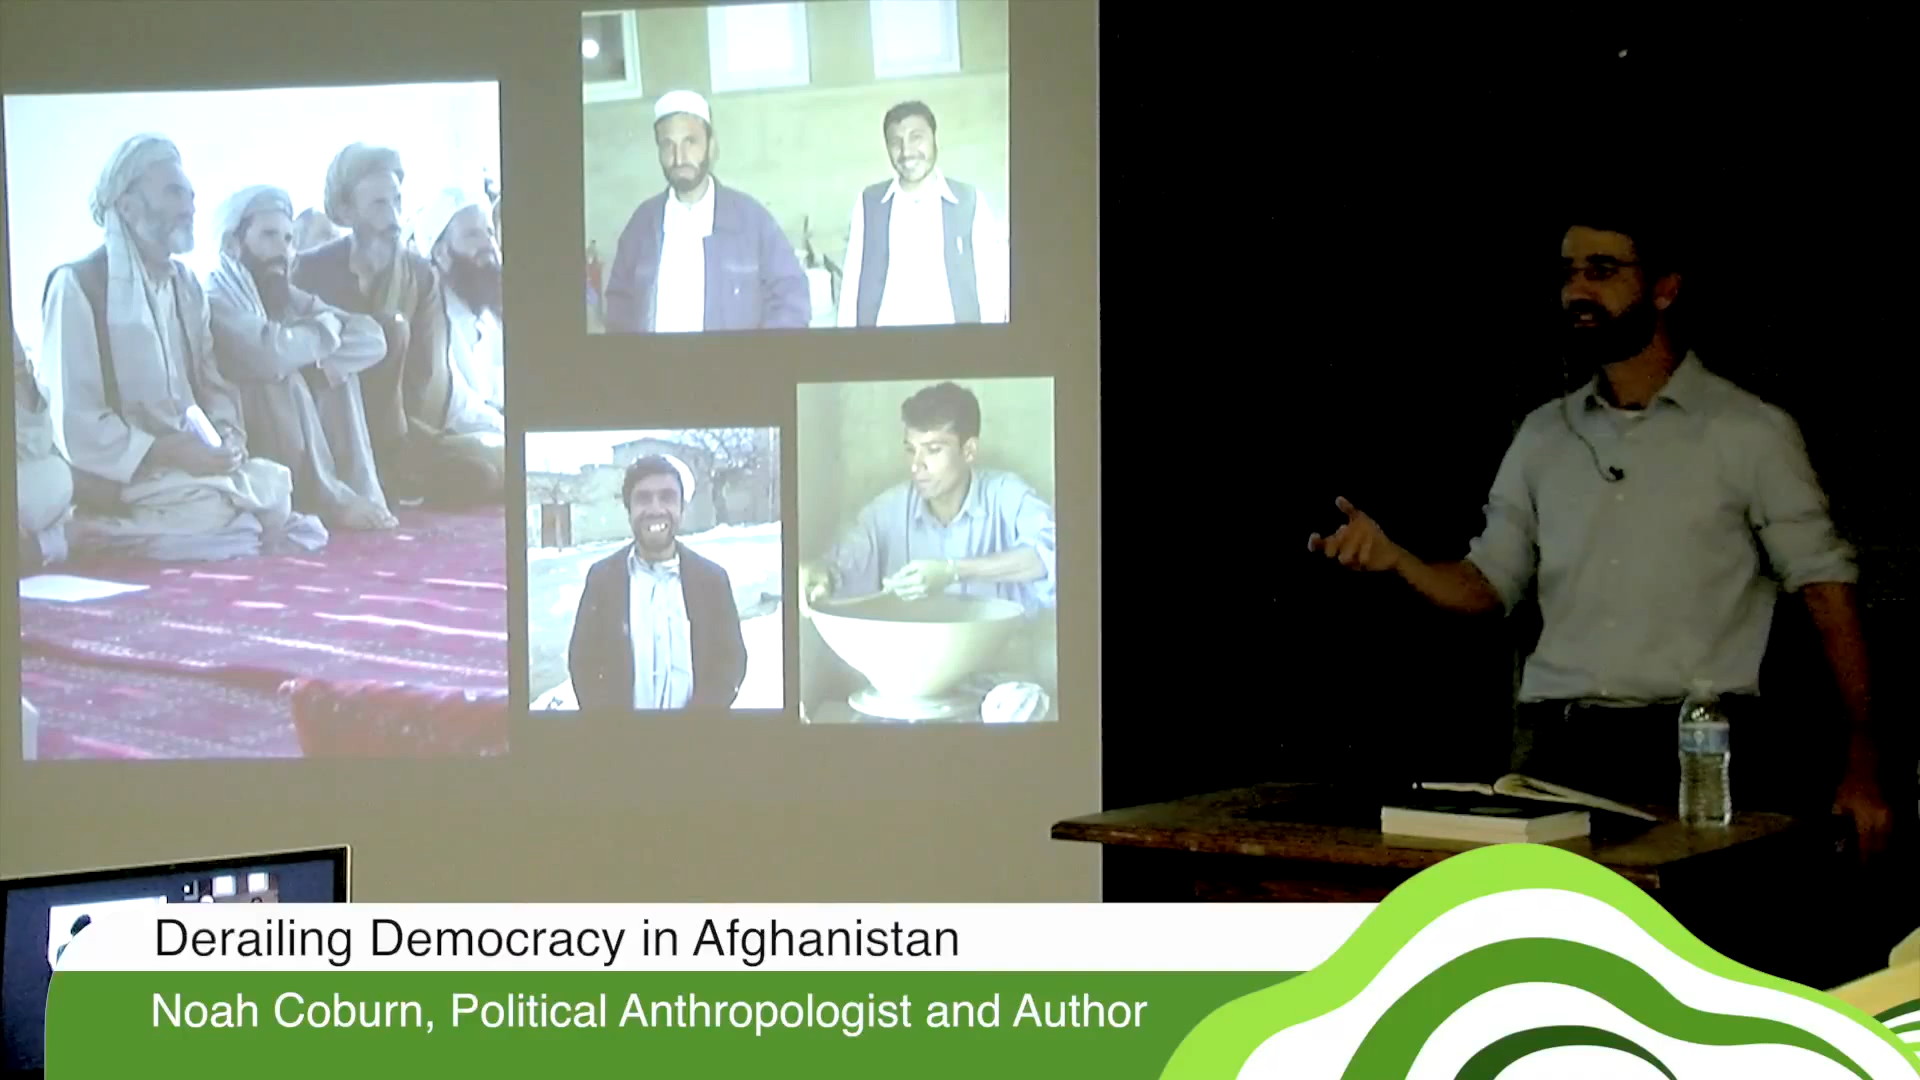 Derailing Democracy in Afghanistan
Noah Coburn, Political Anthropologist and Author